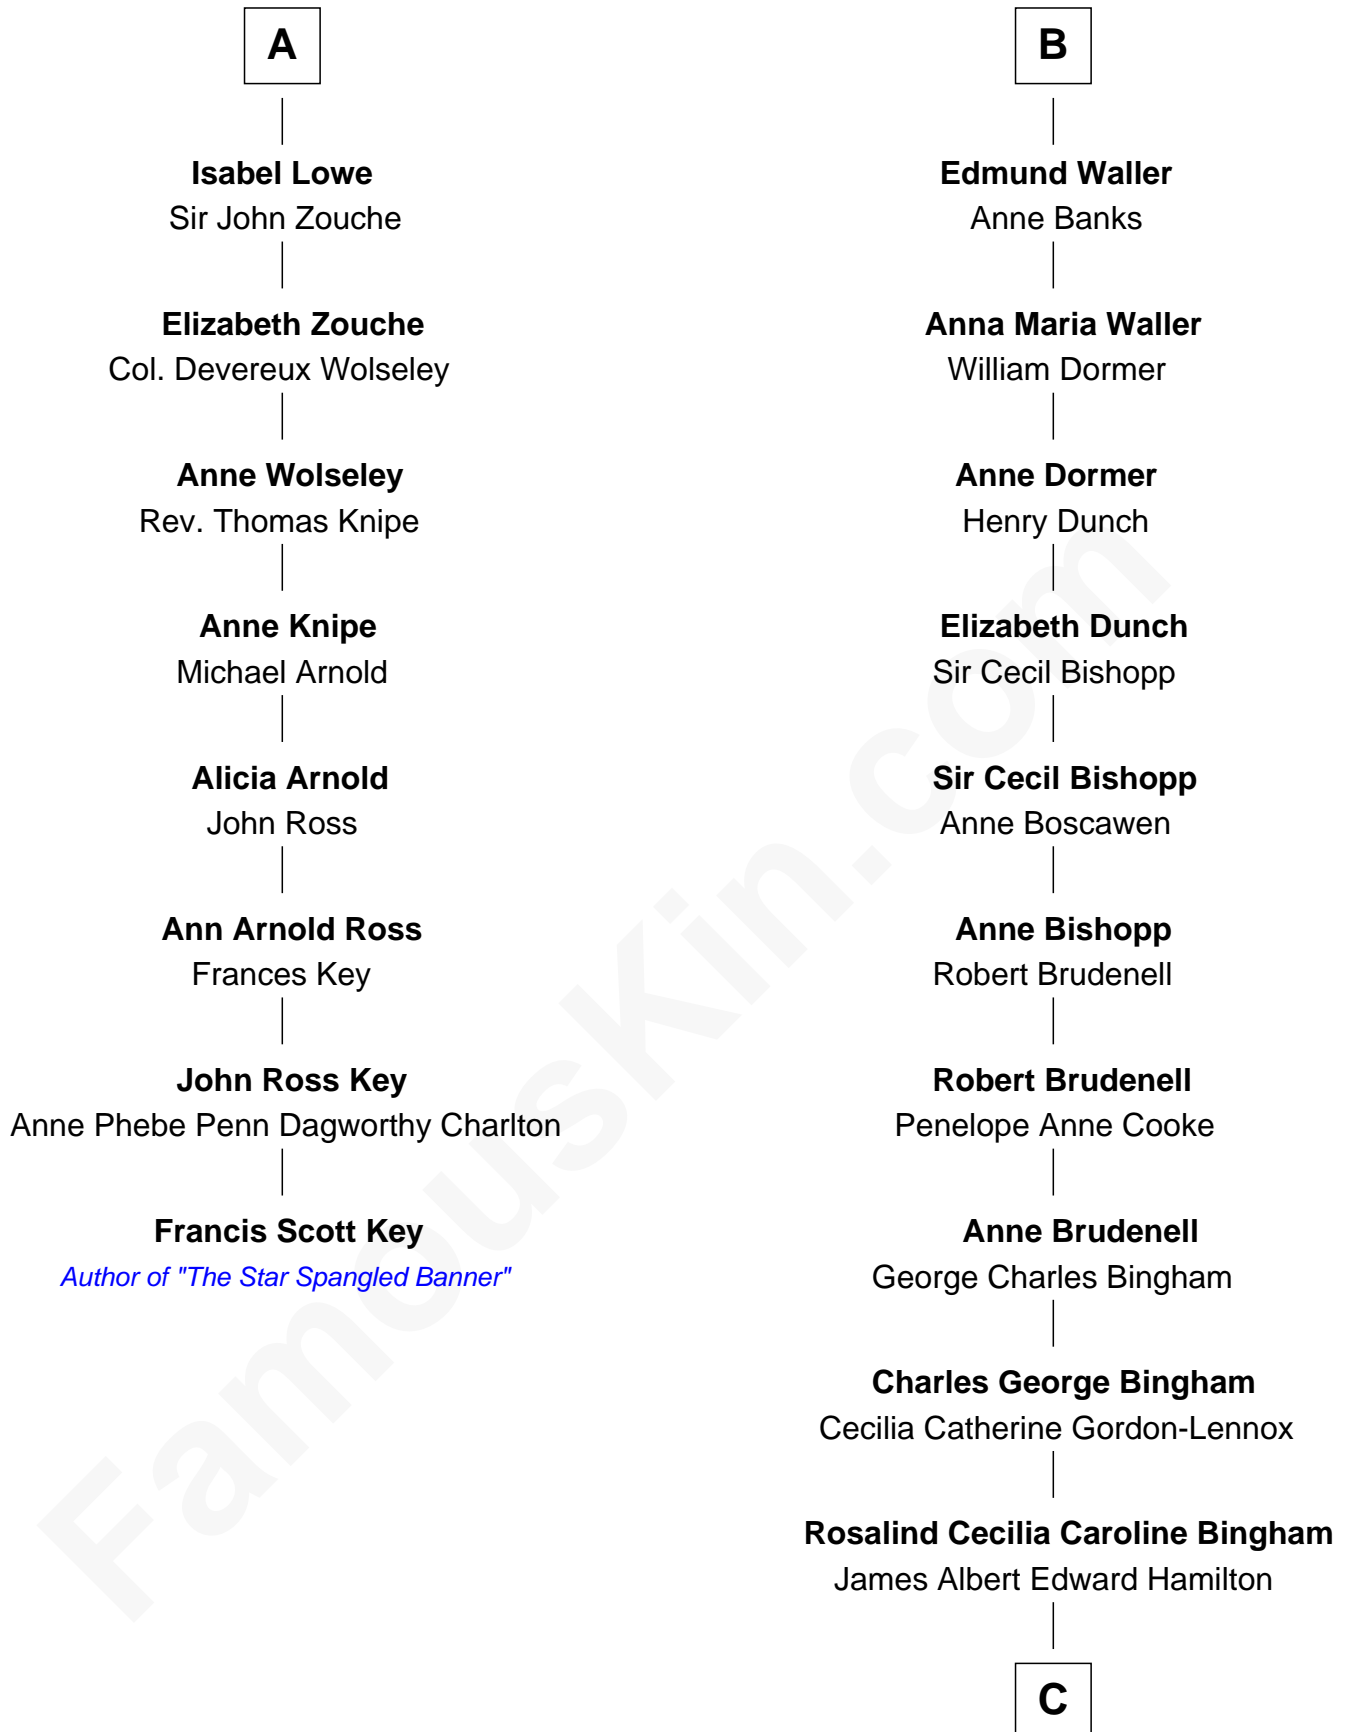 A
Isabel Lowe
Sir John Zouche
Elizabeth Zouche
Col. Devereux Wolseley
Anne Wolseley
Rev. Thomas Knipe
Anne Knipe
Michael Arnold
Alicia Arnold
John Ross
Ann Arnold Ross
Frances Key
John Ross Key
Anne Phebe Penn Dagworthy Charlton
Francis Scott Key
Author of "The Star Spangled Banner"
B
Edmund Waller
Anne Banks
Anna Maria Waller
William Dormer
Anne Dormer
Henry Dunch
Elizabeth Dunch
Sir Cecil Bishopp
Sir Cecil Bishopp
Anne Boscawen
Anne Bishopp
Robert Brudenell
Robert Brudenell
Penelope Anne Cooke
Anne Brudenell
George Charles Bingham
Charles George Bingham
Cecilia Catherine Gordon-Lennox
Rosalind Cecilia Caroline Bingham
James Albert Edward Hamilton
C
FamousKin.com